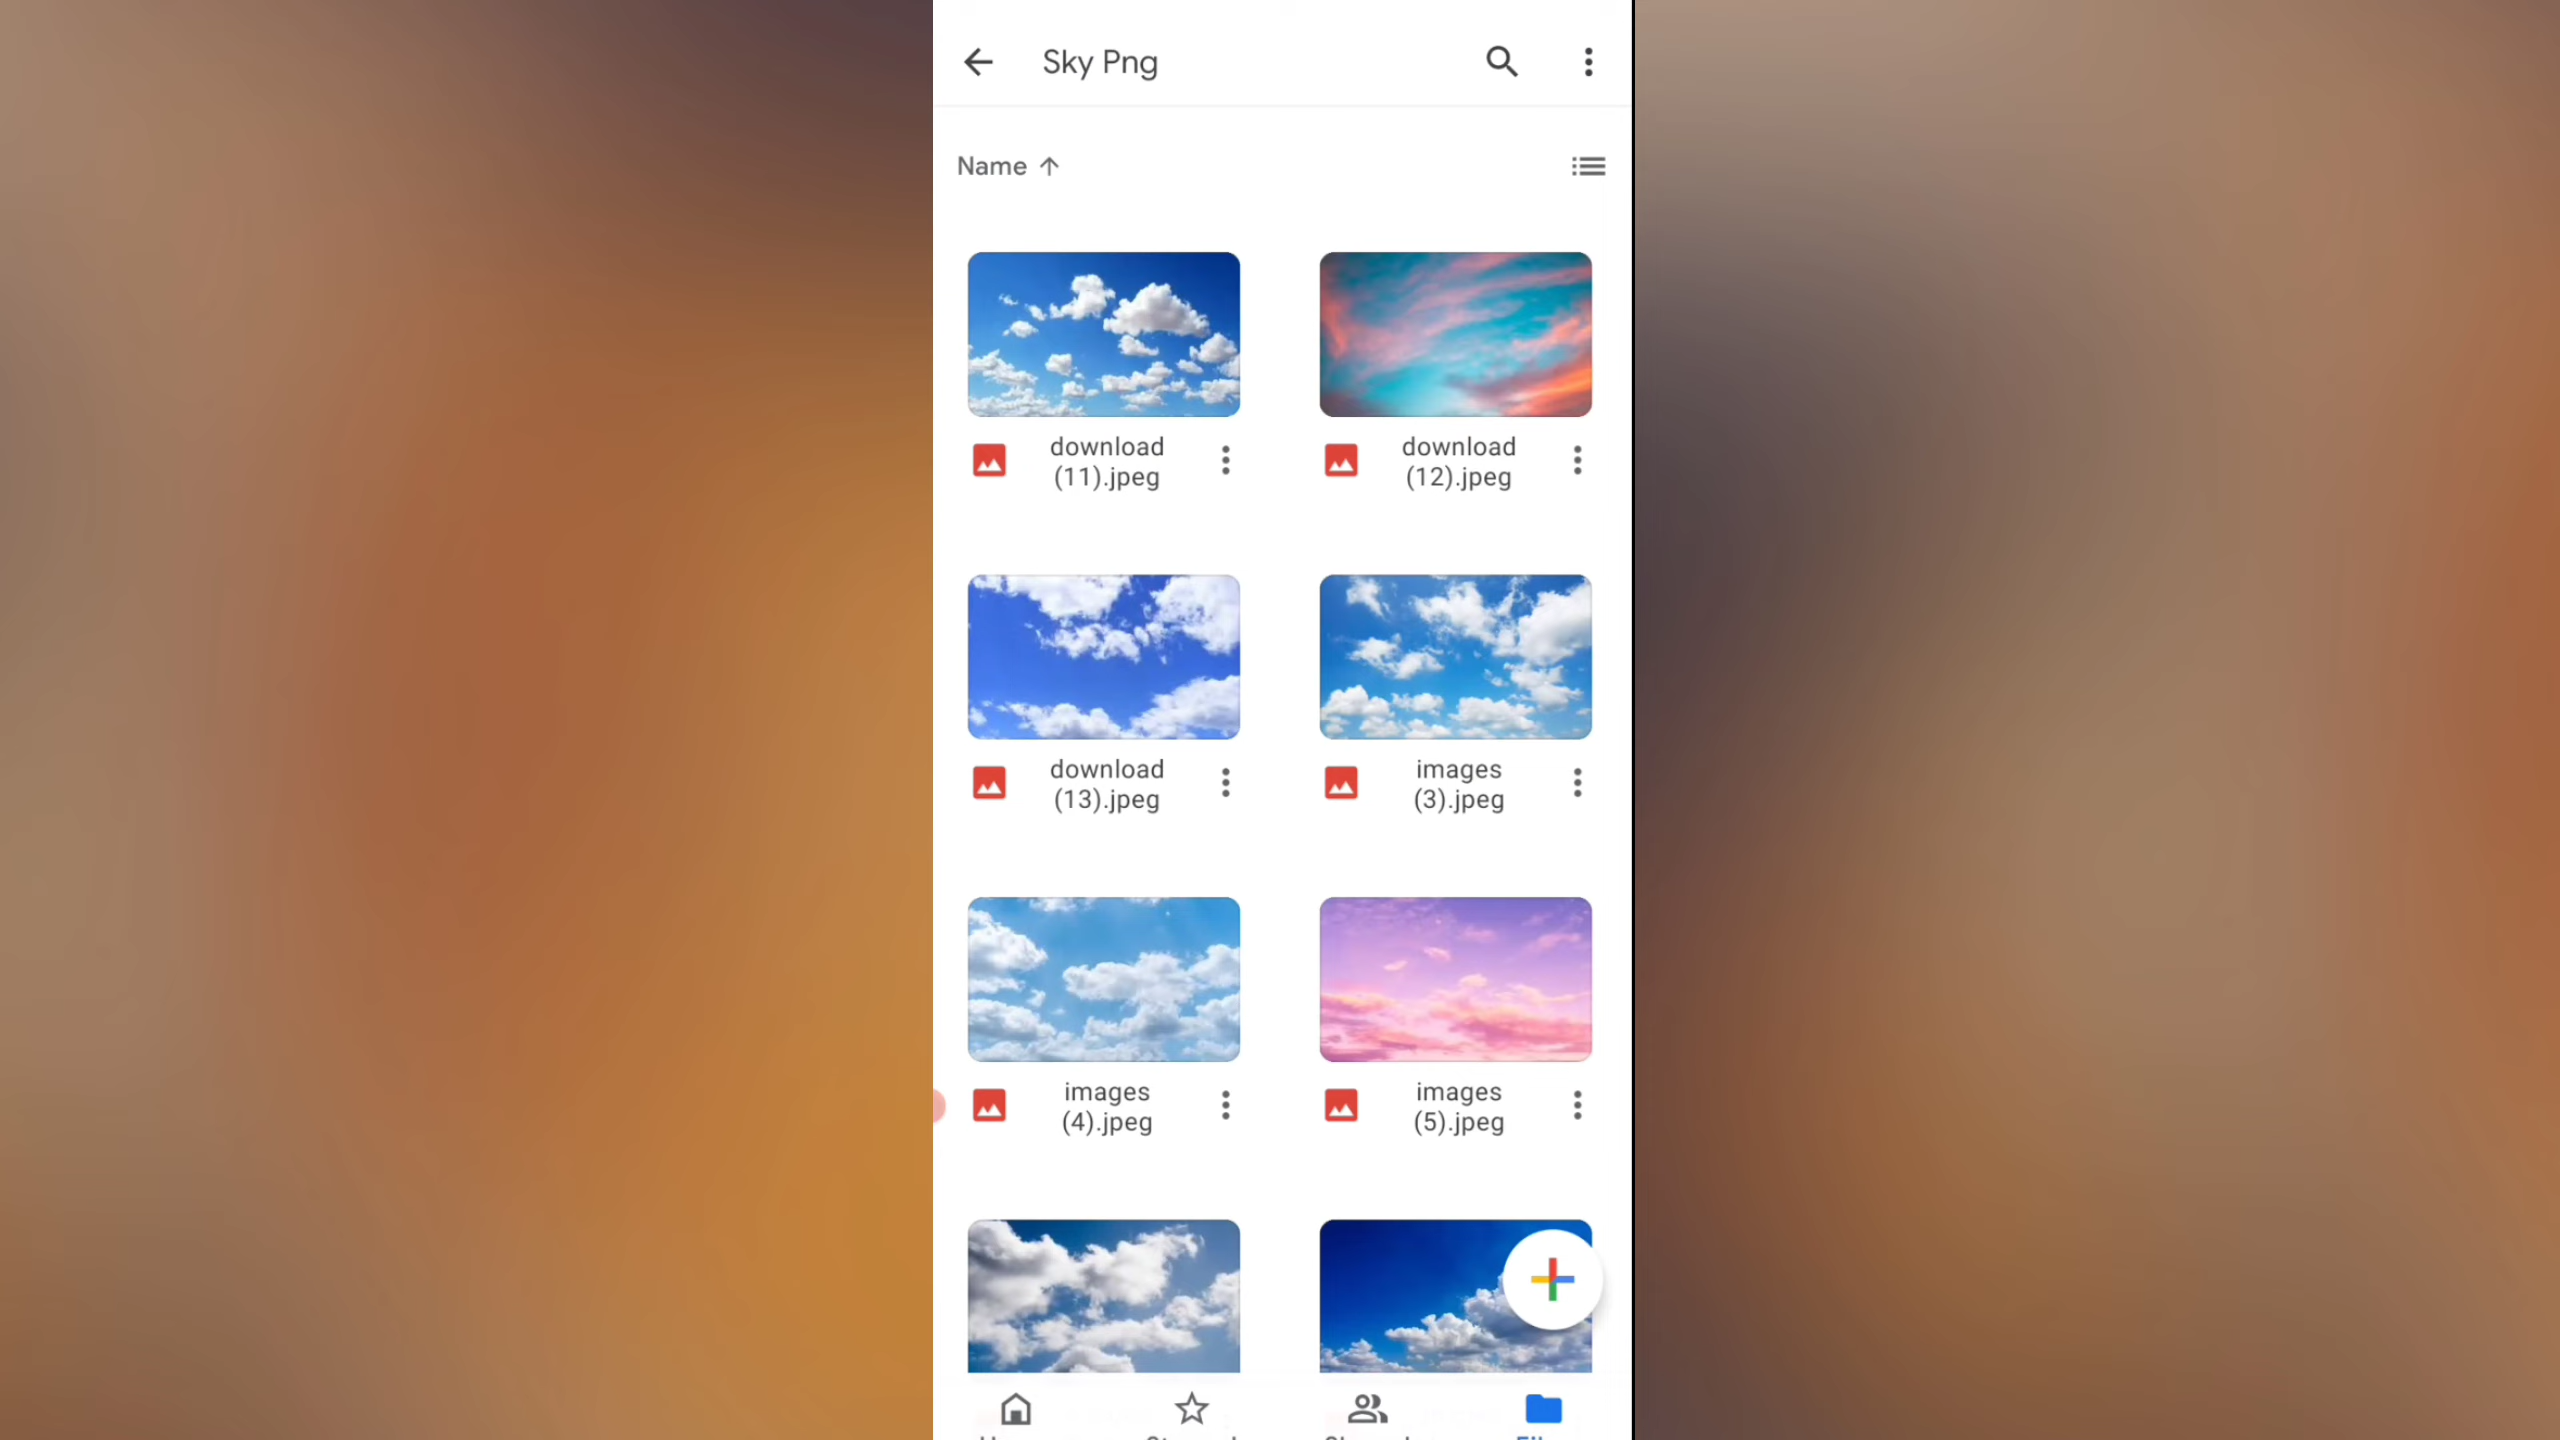 Sky Png
Name
download
(11).jpeg
download
(12).jpeg
download
(13).jpeg
images
(3).jpeg
images
(4).jpeg
images
(5).jpeg